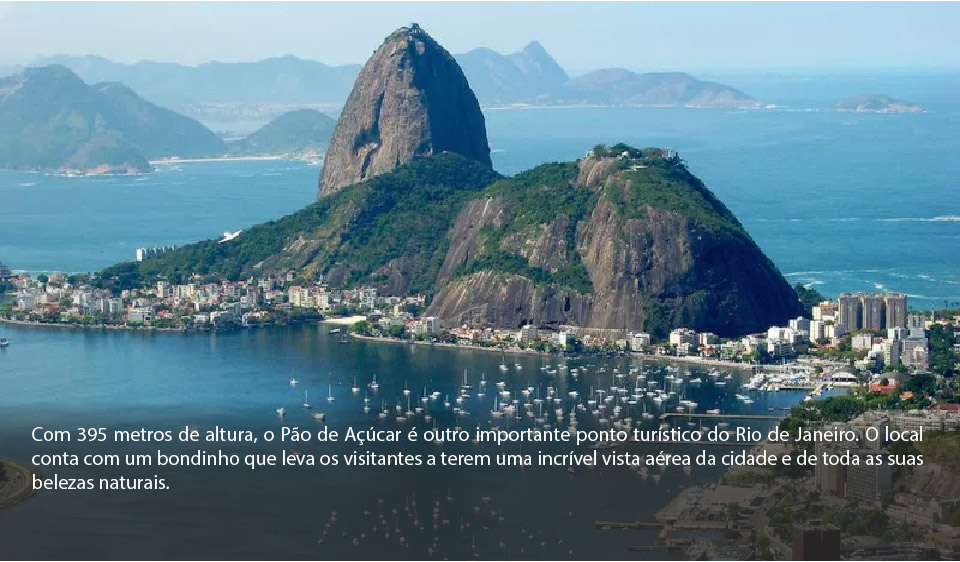 Com 395 metros de altura, o Pão de Açúcar é outro importante ponto turístico do Rio de Janeiro. O local
conta com um bondinho que leva os visitantes a terem uma incrível vista aérea da cidade e de toda as suas
belezas naturais.